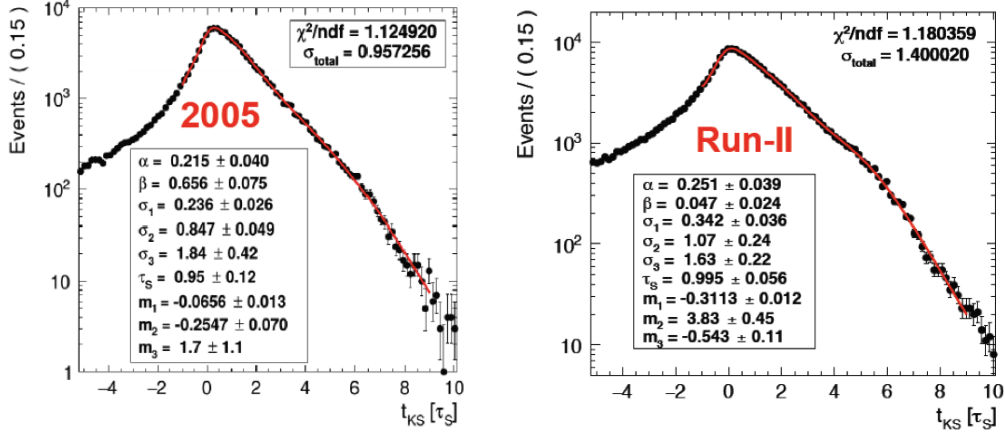 Events / ( 0.15 )
10⁴
10³
10²
10
1
χ²/ndf = 1.124920
σtotal = 0.957256
2005
α = 0.215 ± 0.040
β = 0.656 ± 0.075
σ₁ = 0.236 ± 0.026
σ₂ = 0.847 ± 0.049
σ₃ = 1.84 ± 0.42
τS = 0.95 ± 0.12
m₁ = -0.0656 ± 0.013
m₂ = -0.2547 ± 0.070
m₃ = 1.7 ± 1.1
−4 −2 0 2 4 6 8 10
tKS [τS]
Events / ( 0.15 )
10⁴
10³
10²
10
χ²/ndf = 1.180359
σtotal = 1.400020
Run-II
α = 0.251 ± 0.039
β = 0.047 ± 0.024
σ₁ = 0.342 ± 0.036
σ₂ = 1.07 ± 0.24
σ₃ = 1.63 ± 0.22
τS = 0.995 ± 0.056
m₁ = -0.3113 ± 0.012
m₂ = 3.83 ± 0.45
m₃ = -0.543 ± 0.11
−4 −2 0 2 4 6 8 10
tKS [τS]